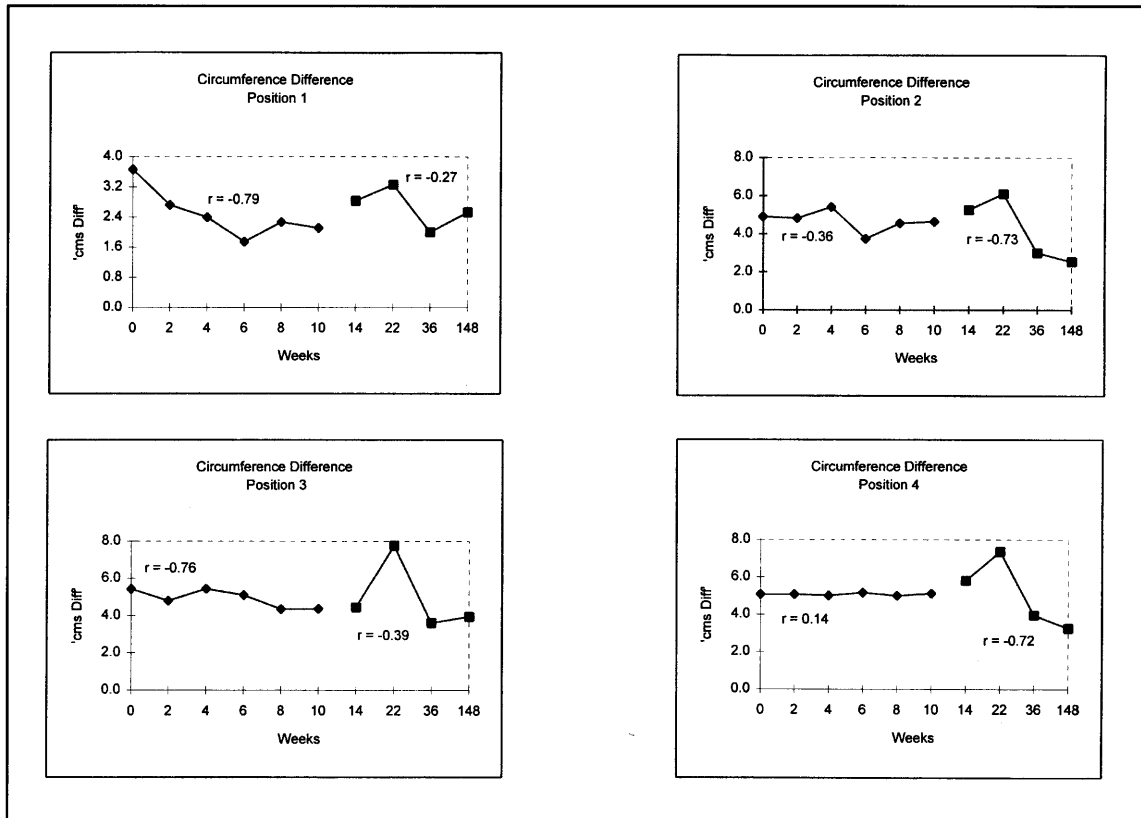 Circumference Difference
Position 1
'cms Diff'
4.0
3.2
2.4
1.6
0.8
0.0
r = -0.79
r = -0.27
0 2 4 6 8 10 14 22 36 148
Weeks
Circumference Difference
Position 2
'cms Diff'
8.0
6.0
4.0
2.0
0.0
r = -0.36
r = -0.73
0 2 4 6 8 10 14 22 36 148
Weeks
Circumference Difference
Position 3
'cms Diff'
8.0
6.0
4.0
2.0
0.0
r = -0.76
r = -0.39
0 2 4 6 8 10 14 22 36 148
Weeks
Circumference Difference
Position 4
'cms Diff'
8.0
6.0
4.0
2.0
0.0
r = 0.14
r = -0.72
0 2 4 6 8 10 14 22 36 148
Weeks